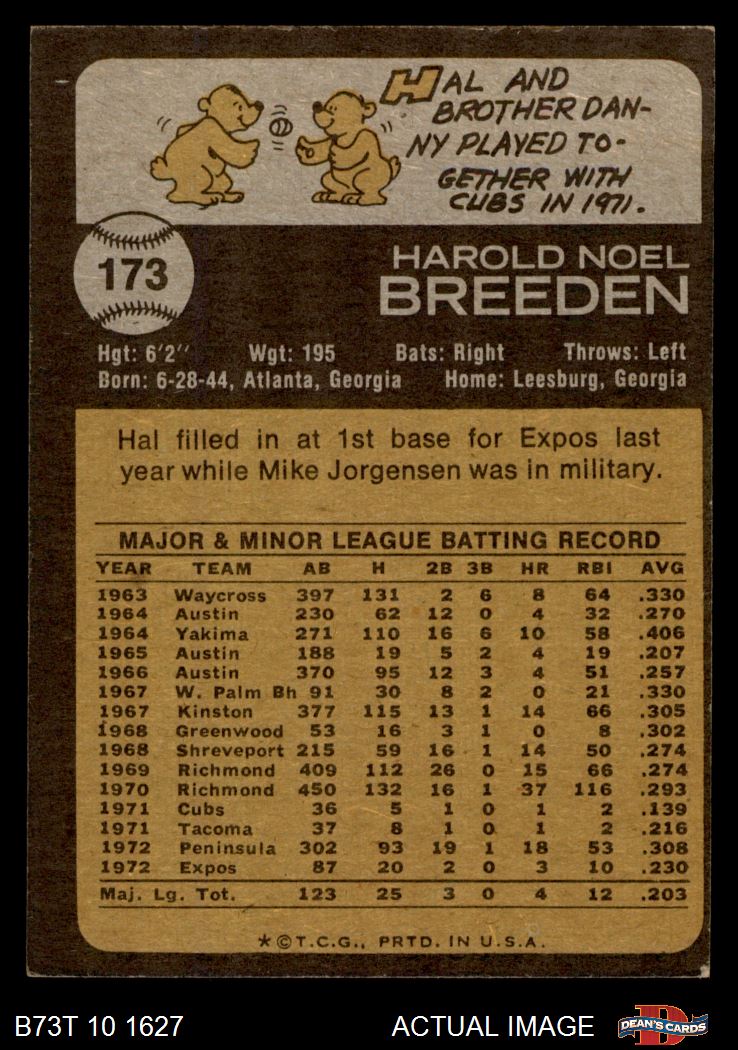 HAL AND
BROTHER DAN-
NY PLAYED TO-
GETHER WITH
CUBS IN 1971.
173
HAROLD NOEL
BREEDEN
Hgt: 6'2" Wgt: 195 Bats: Right Throws: Left
Born: 6-28-44, Atlanta, Georgia Home: Leesburg, Georgia
Hal filled in at 1st base for Expos last
year while Mike Jorgensen was in military.
MAJOR & MINOR LEAGUE BATTING RECORD
YEAR TEAM AB H 2B 3B HR RBI AVG
1963 Waycross 397 131 2 6 8 64 .330
1964 Austin 230 62 12 0 4 32 .270
1964 Yakima 271 110 16 6 10 58 .406
1965 Austin 188 19 5 2 4 19 .207
1966 Austin 370 95 12 3 4 51 .257
1967 W. Palm Bh 91 30 8 2 0 21 .330
1967 Kinston 377 115 13 1 14 66 .305
1968 Greenwood 53 16 3 1 0 8 .302
1968 Shreveport 215 59 16 1 14 50 .274
1969 Richmond 409 112 26 0 15 66 .274
1970 Richmond 450 132 16 1 37 116 .293
1971 Cubs 36 5 1 0 1 2 .139
1971 Tacoma 37 8 1 0 1 2 .216
1972 Peninsula 302 93 19 1 18 53 .308
1972 Expos 87 20 2 0 3 10 .230
Maj. Lg. Tot. 123 25 3 0 4 12 .203
*©T.C.G., PRTD. IN U.S.A.
B73T 10 1627 ACTUAL IMAGE D DEAN'S CARDS